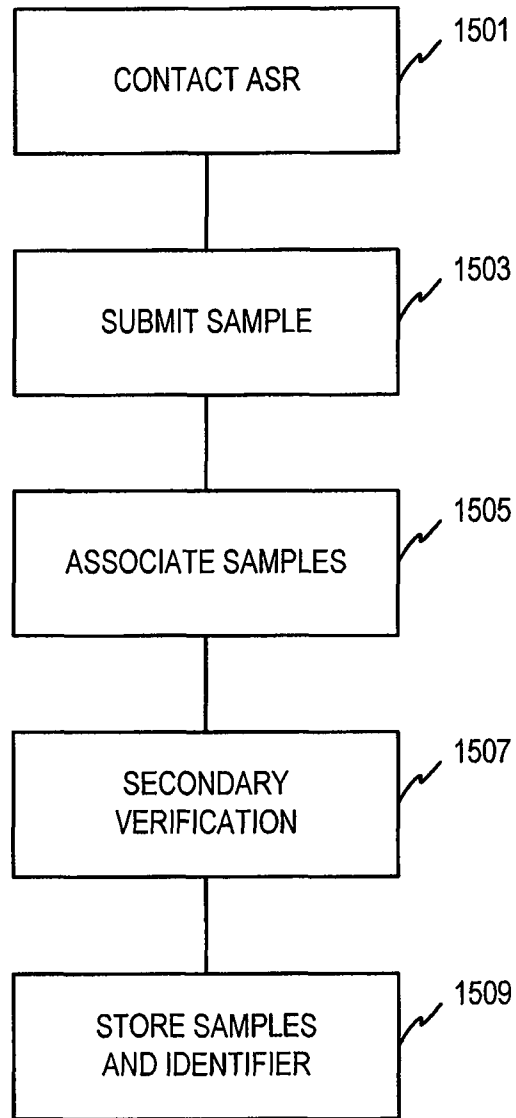 1501
CONTACT ASR
1503
SUBMIT SAMPLE
1505
ASSOCIATE SAMPLES
1507
SECONDARY
VERIFICATION
1509
STORE SAMPLES
AND IDENTIFIER